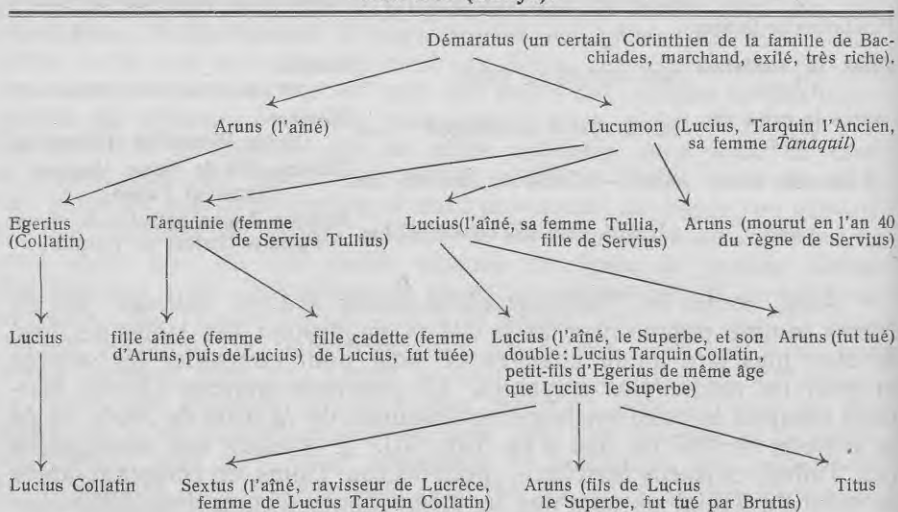 Démaratus (un certain Corinthien de la famille de Bac-
chiades, marchand, exilé, très riche).
Aruns (l'aîné)
Lucumon (Lucius, Tarquin l'Ancien,
sa femme Tanaquil)
Egerius
(Collatin)
Tarquinie (femme
de Servius Tullius)
Lucius(l'aîné, sa femme Tullia,
fille de Servius)
Aruns (mourut en l'an 40
du règne de Servius)
Lucius
fille aînée (femme
d'Aruns, puis de Lucius)
fille cadette (femme
de Lucius, fut tuée)
Lucius (l'aîné, le Superbe, et son
double : Lucius Tarquin Collatin,
petit-fils d'Egerius de même âge
que Lucius le Superbe)
Aruns (fut tué)
Lucius Collatin
Sextus (l'aîné, ravisseur de Lucrèce,
femme de Lucius Tarquin Collatin)
Aruns (fils de Lucius
le Superbe, fut tué par Brutus)
Titus